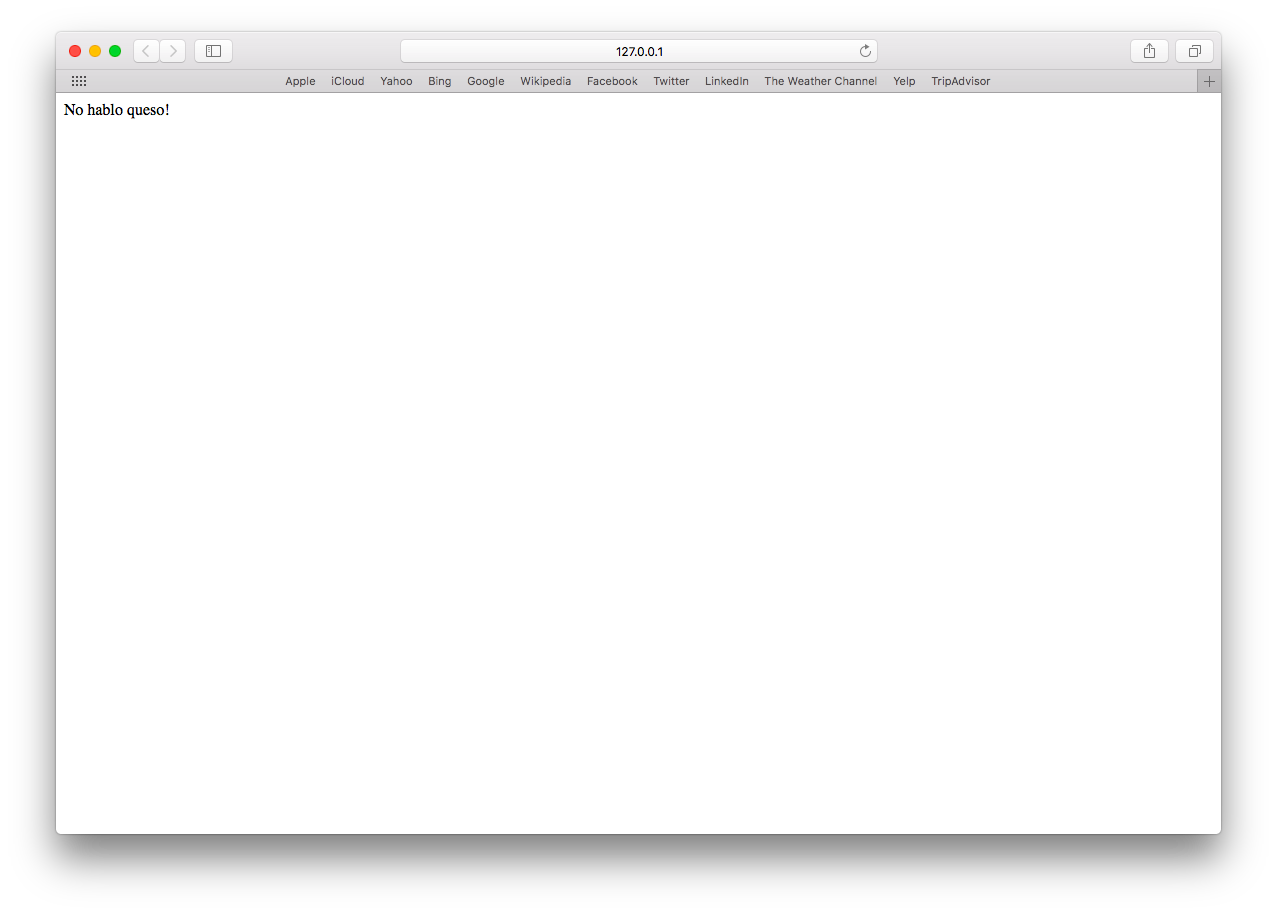 127.0.0.1
Apple iCloud Yahoo Bing Google Wikipedia Facebook Twitter LinkedIn The Weather Channel Yelp TripAdvisor
No hablo queso!